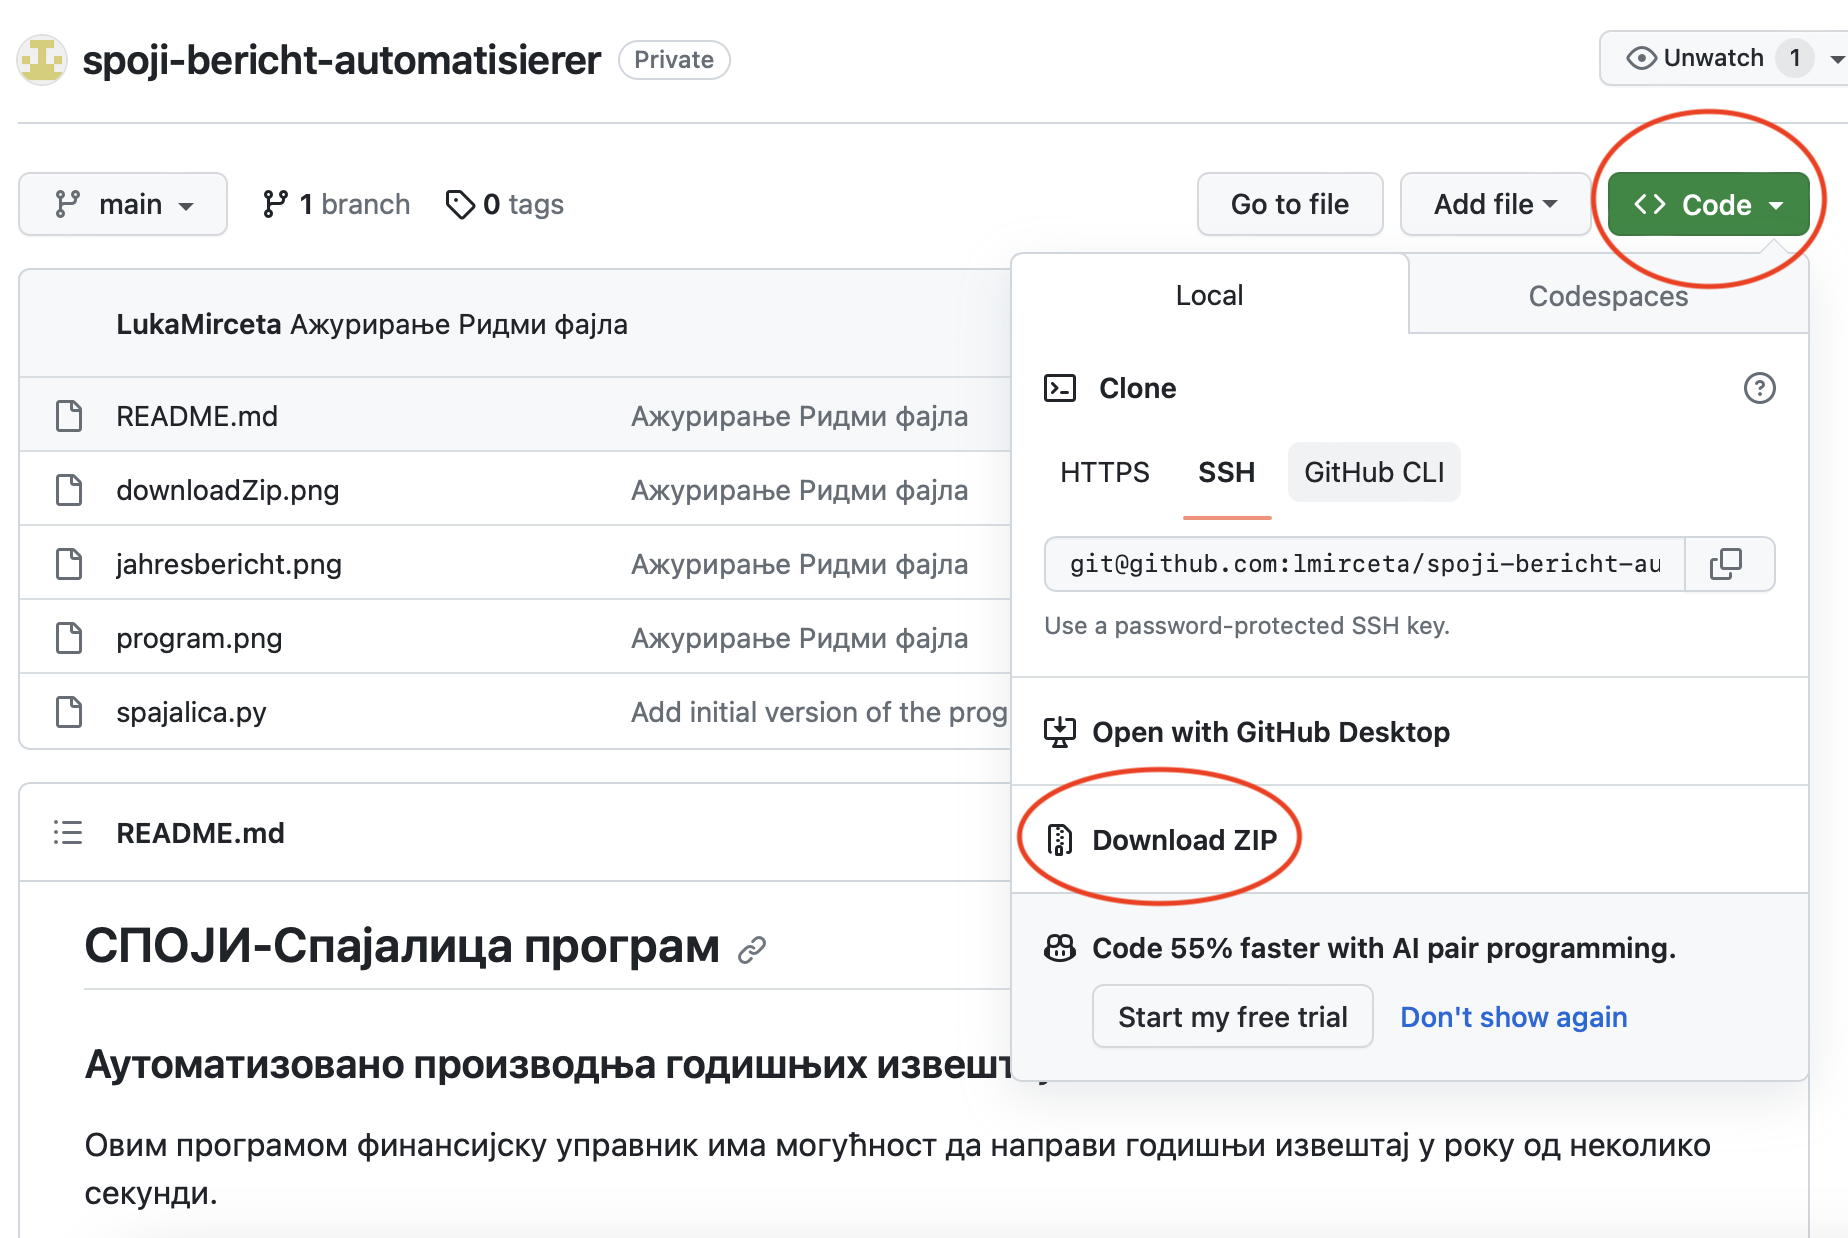 spoji-bericht-automatisierer Private
Unwatch 1
main
1 branch
0 tags
Go to file
Add file
<> Code
LukaMirceta Ажурирање Ридми фајла
README.md Ажурирање Ридми фајла
downloadZip.png Ажурирање Ридми фајла
jahresbericht.png Ажурирање Ридми фајла
program.png Ажурирање Ридми фајла
spajalica.py Add initial version of the prog
Local
Codespaces
Clone
HTTPS
SSH
GitHub CLI
git@github.com:lmirceta/spoji-bericht-au
Use a password-protected SSH key.
Open with GitHub Desktop
Download ZIP
Code 55% faster with AI pair programming.
Start my free trial
Don't show again
README.md
СПОЈИ-Спајалица програм
Аутоматизовано производња годишњих извешт
Овим програмом финансијску управник има могућност да направи годишњи извештај у року од неколико
секунди.